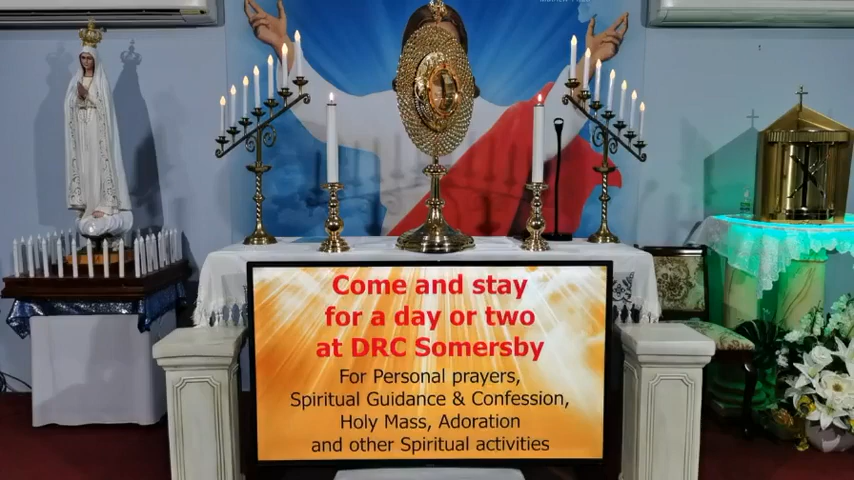 Come and stay
for a day or two
at DRC Somersby
For Personal prayers,
Spiritual Guidance & Confession,
Holy Mass, Adoration
and other Spiritual activities